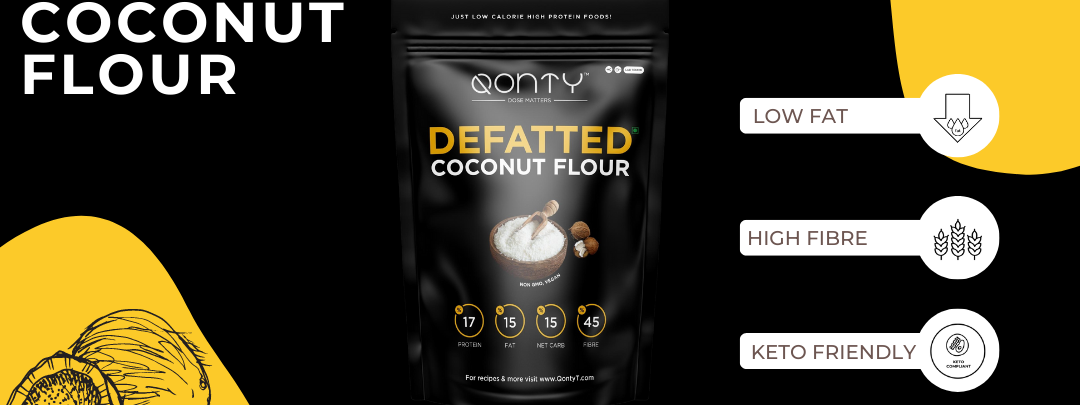 COCONUT
FLOUR
JUST LOW CALORIE HIGH PROTEIN FOODS!
QONTY™
DOSE MATTERS
DEFATTED
COCONUT FLOUR
NON GMO, VEGAN
% % % %
17 15 15 45
PROTEIN FAT NET CARB FIBRE
For recipes & more visit www.QontyT.com
LOW FAT
HIGH FIBRE
KETO FRIENDLY
KETO
COMPLIANT